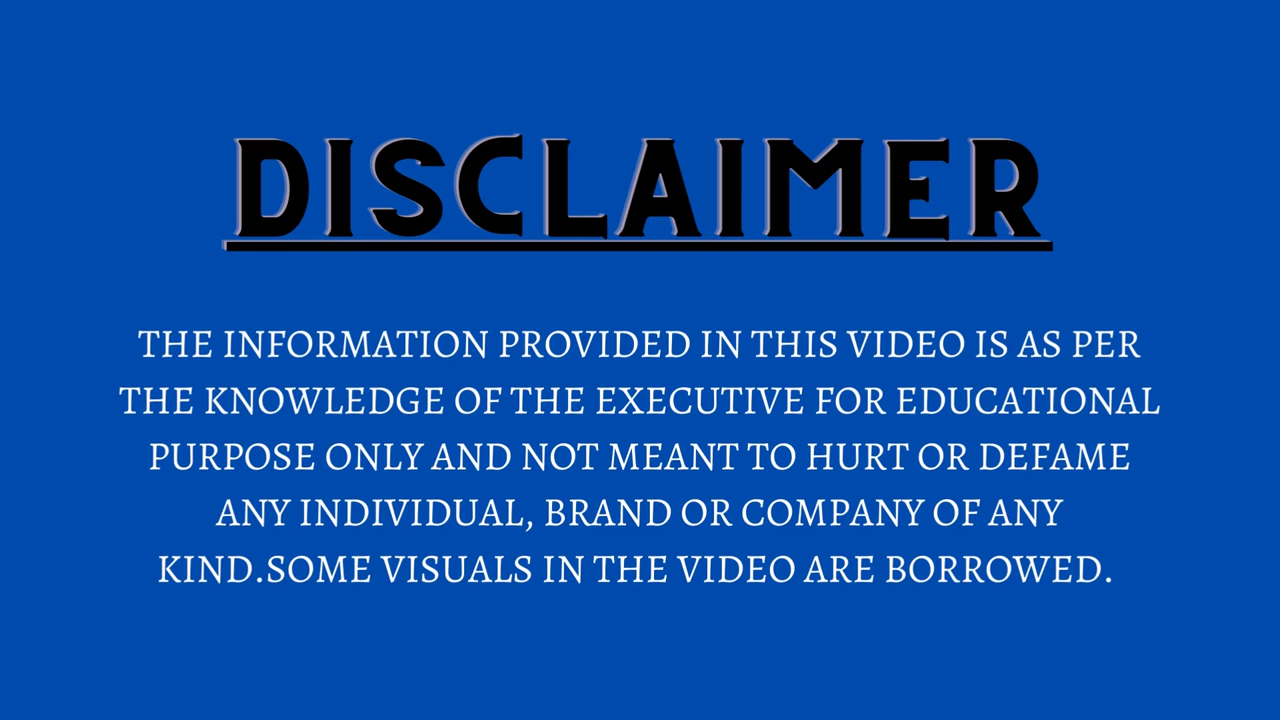 DISCLAIMER
THE INFORMATION PROVIDED IN THIS VIDEO IS AS PER
THE KNOWLEDGE OF THE EXECUTIVE FOR EDUCATIONAL
PURPOSE ONLY AND NOT MEANT TO HURT OR DEFAME
ANY INDIVIDUAL, BRAND OR COMPANY OF ANY
KIND.SOME VISUALS IN THE VIDEO ARE BORROWED.